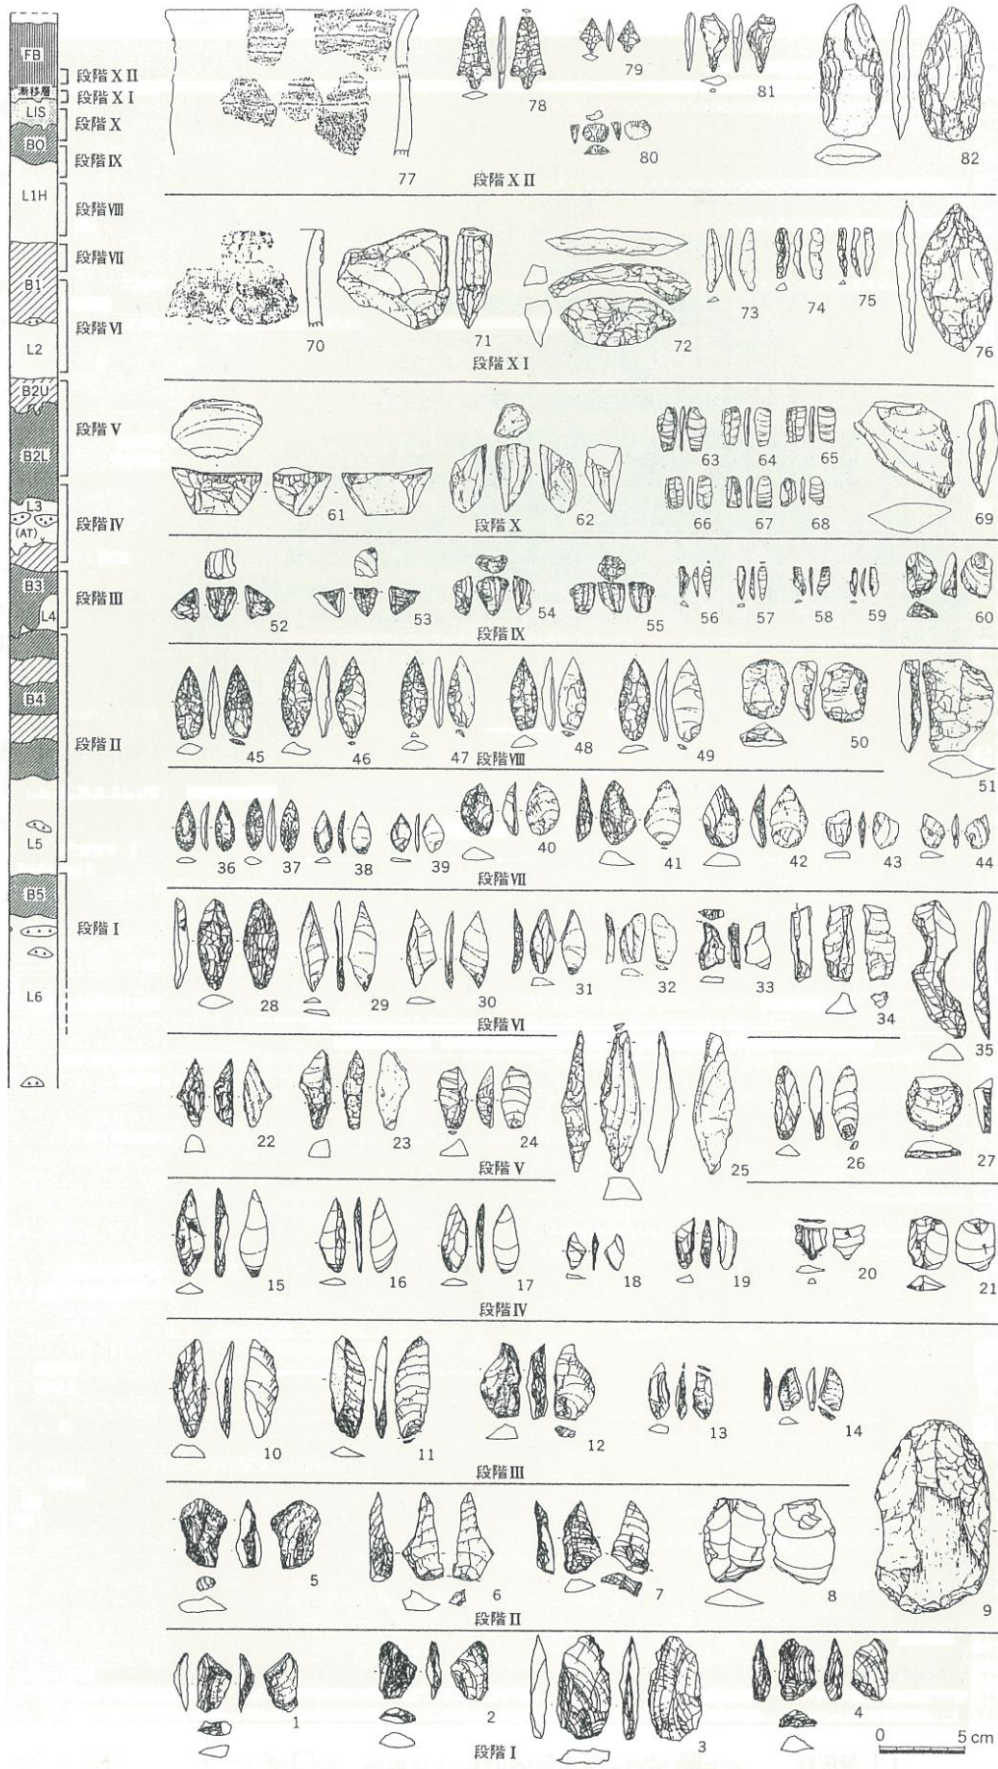 FB
漸移層
LIS
BO
L1H
B1
L2
B2U
B2L
L3
(AT)
B3
L4
B4
L5
B5
L6
段階ⅩⅡ
段階ⅩⅠ
段階Ⅹ
段階Ⅸ
段階Ⅷ
段階Ⅶ
段階Ⅵ
段階Ⅴ
段階Ⅳ
段階Ⅲ
段階Ⅱ
段階Ⅰ
77 78 79 80 81 82
段階ⅩⅡ
70 71 72 73 74 75 76
段階ⅩⅠ
63 64 65
61 62 66 67 68 69
段階Ⅹ
52 53 54 55 56 57 58 59 60
段階Ⅸ
45 46 47 48 49 50 51
段階Ⅷ
36 37 38 39 40 41 42 43 44
段階Ⅶ
28 29 30 31 32 33 34 35
段階Ⅵ
22 23 24 25 26 27
段階Ⅴ
15 16 17 18 19 20 21
段階Ⅳ
10 11 12 13 14
段階Ⅲ
5 6 7 8 9
段階Ⅱ
1 2 3 4
段階Ⅰ
0 5 cm